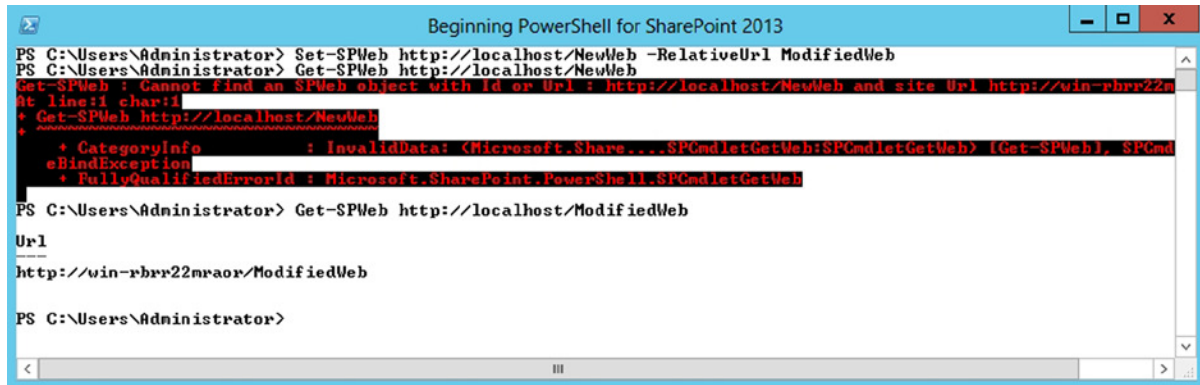 Beginning PowerShell for SharePoint 2013
PS C:\Users\Administrator> Set-SPWeb http://localhost/NewWeb -RelativeUrl ModifiedWeb
PS C:\Users\Administrator> Get-SPWeb http://localhost/NewWeb
Get-SPWeb : Cannot find an SPWeb object with Id or Url : http://localhost/NewWeb and site Url http://win-rbrr22m
At line:1 char:1
+ Get-SPWeb http://localhost/NewWeb
+ ~~~~~~~~~~~~~~~~~~~~~~~~~~~~~~~~~
+ CategoryInfo : InvalidData: (Microsoft.Share....SPCmdletGetWeb:SPCmdletGetWeb) [Get-SPWeb], SPCmd
eBindException
+ FullyQualifiedErrorId : Microsoft.SharePoint.PowerShell.SPCmdletGetWeb
PS C:\Users\Administrator> Get-SPWeb http://localhost/ModifiedWeb
Url
---
http://win-rbrr22mraor/ModifiedWeb
PS C:\Users\Administrator>